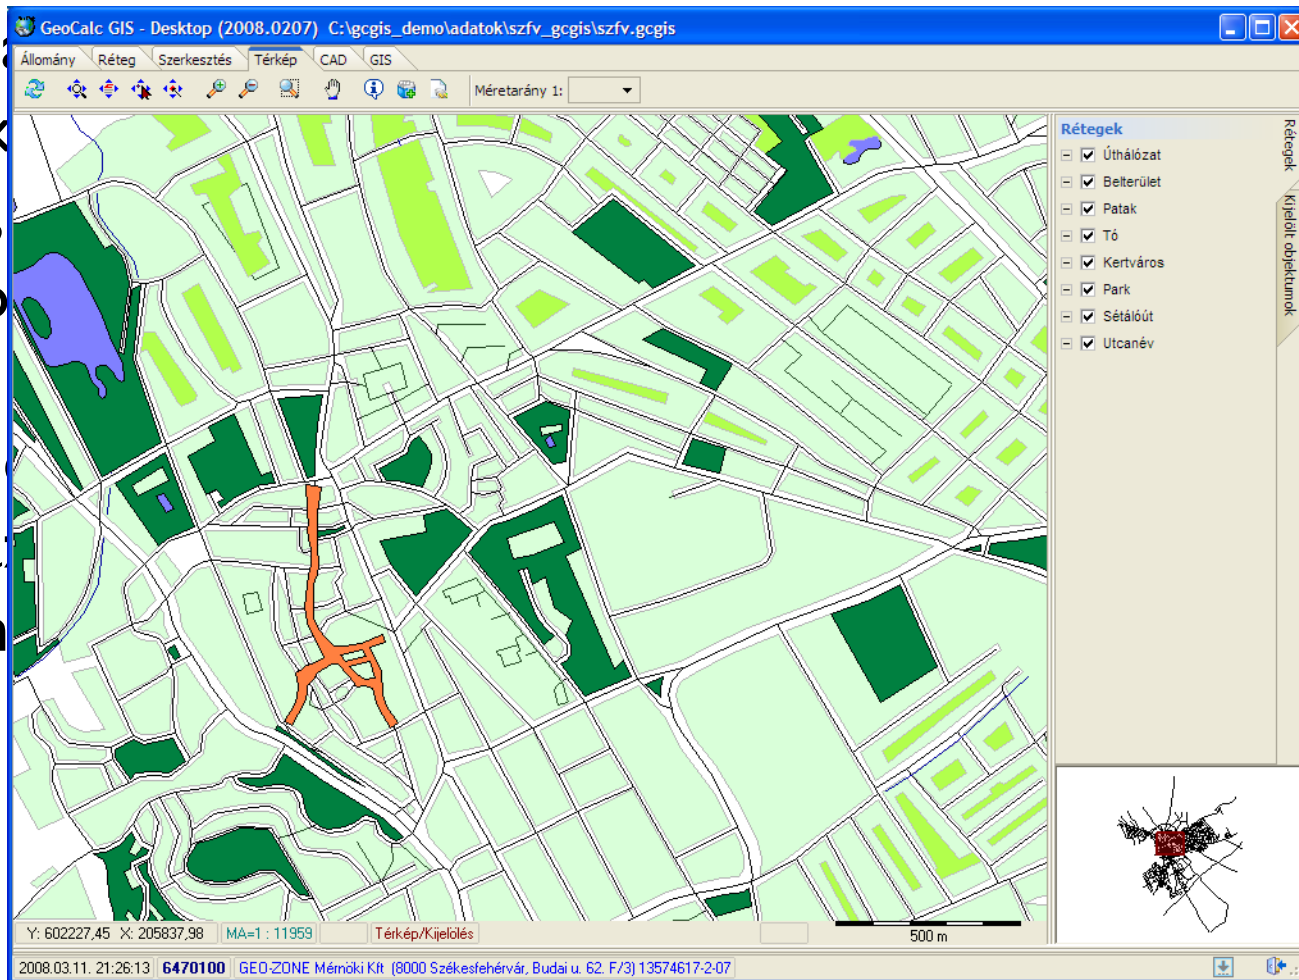 GeoCalc GIS - Desktop (2008.0207) C:\gcgis_demo\adatok\szfv_gcgis\szfv.gcgis
Állomány Réteg Szerkesztés Térkép CAD GIS
Méretarány 1:
Rétegek
Úthálózat
Belterület
Patak
Tó
Kertváros
Park
Sétálóút
Utcanév
Rétegek
Kijelölt objektumok
500 m
Y: 602227,45 X: 205837,98 MA=1 : 11959 Térkép/Kijelölés
2008.03.11. 21:26:13 6470100 GEO-ZONE Mérnöki Kft (8000 Székesfehérvár, Budai u. 62. F/3) 13574617-2-07